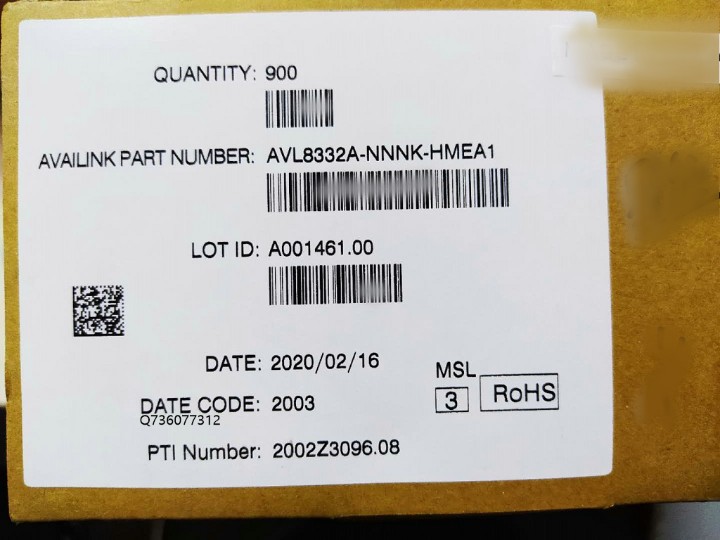 QUANTITY: 900
AVAILINK PART NUMBER: AVL8332A-NNNK-HMEA1
LOT ID: A001461.00
DATE: 2020/02/16
MSL
DATE CODE: 2003
3
RoHS
Q736077312
PTI Number: 2002Z3096.08